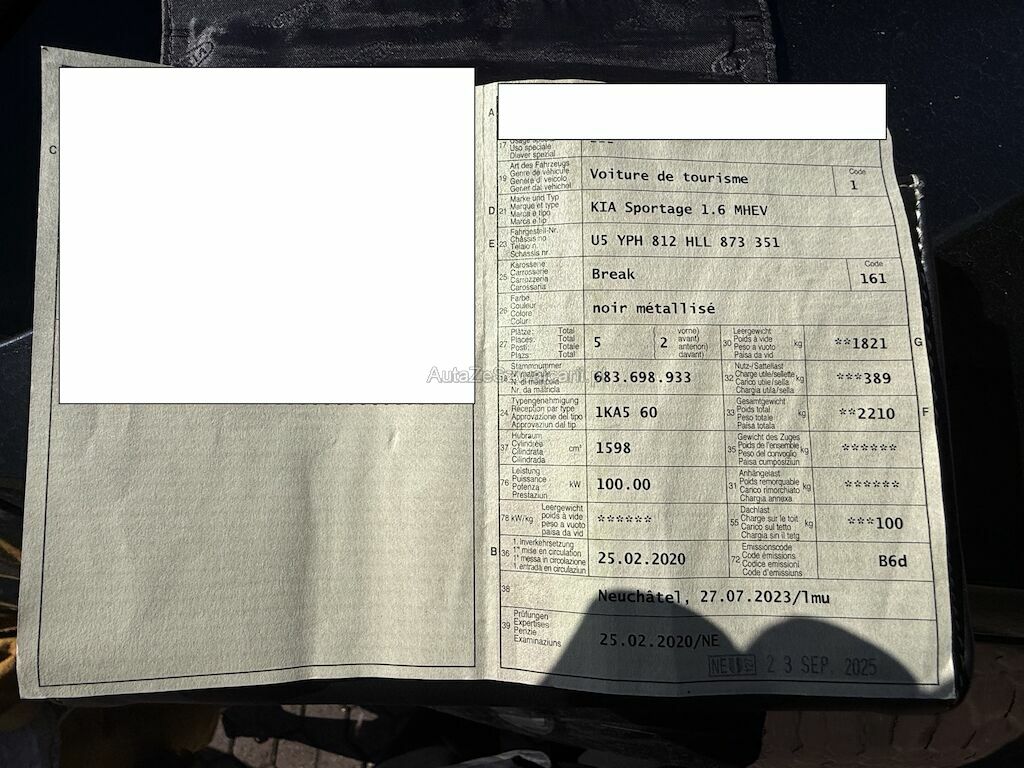 C
A
17 Usage spécial
Uso speciale
Diever spezial
---
19 Art des Fahrzeugs
Genre de véhicule
Genere di veicolo
Gener dal vehichel
Voiture de tourisme
Code
1
D 21 Marke und Typ
Marque et type
Marca e tipo
Marca e tip
KIA Sportage 1.6 MHEV
E 23 Fahrgestell-Nr.
Châssis no
Telaio n.
Schassis nr.
U5 YPH 812 HLL 873 351
25 Karosserie
Carrosserie
Carrozzeria
Carossaria
Break
Code
161
26 Farbe
Couleur
Colore
Colur
noir métallisé
27 Plätze: Total
Places: Total
Posti: Totale
Plazs: Total
5
2
vorne)
avant)
anteriori)
davant)
30 Leergewicht
Poids à vide
Peso a vuoto
Paisa da vid
kg
**1821
G
Stammnummer
N. di matricola
Nr. da matricla
683.698.933
32 Nutz-/Sattellast
Charge utile/sellette
Carico utile/sella
Chargia utila/sella
kg
***389
AutaZeS
24 Typengenehmigung
Réception par type
Approvazione del tipo
Approvaziun dal tip
1KA5 60
33 Gesamtgewicht
Poids total
Peso totale
Paisa totala
kg
**2210
F
37 Hubraum
Cylindrée
Cilindrata
Cilindrada
cm³
1598
35 Gewicht des Zuges
Poids de l'ensemble
Peso del convoglio
Paisa cumposiziun
kg
******
76 Leistung
Puissance
Potenza
Prestaziun
kW
100.00
31 Anhängelast
Poids remorquable
Carico rimorchiato
Chargia annexa
kg
******
78 kW/kg
Leergewicht
poids à vide
peso a vuoto
paisa da vid
******
55 Dachlast
Charge sur le toit
Carico sul tetto
Chargia sin il tetg
kg
***100
B 36 1. Inverkehrsetzung
1re mise en circulation
1a messa in circolazione
1. entrada en circulaziun
25.02.2020
72 Emissionscode
Code émissions
Codice emissioni
Code d'emissiuns
B6d
38
Neuchâtel, 27.07.2023/lmu
39 Prüfungen
Expertises
Perizie
Examinaziuns
25.02.2020/NE
23 SEP. 2025